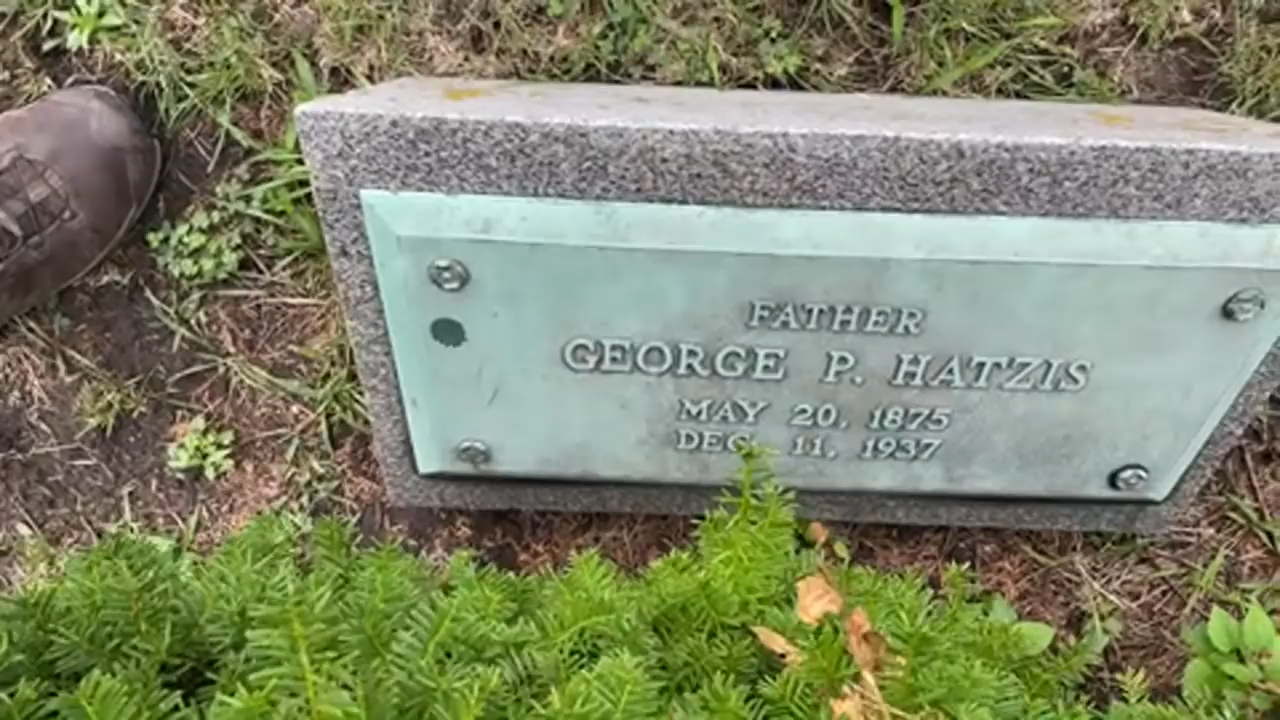 FATHER
GEORGE P. HATZIS
MAY 20, 1875
DEC. 11, 1937